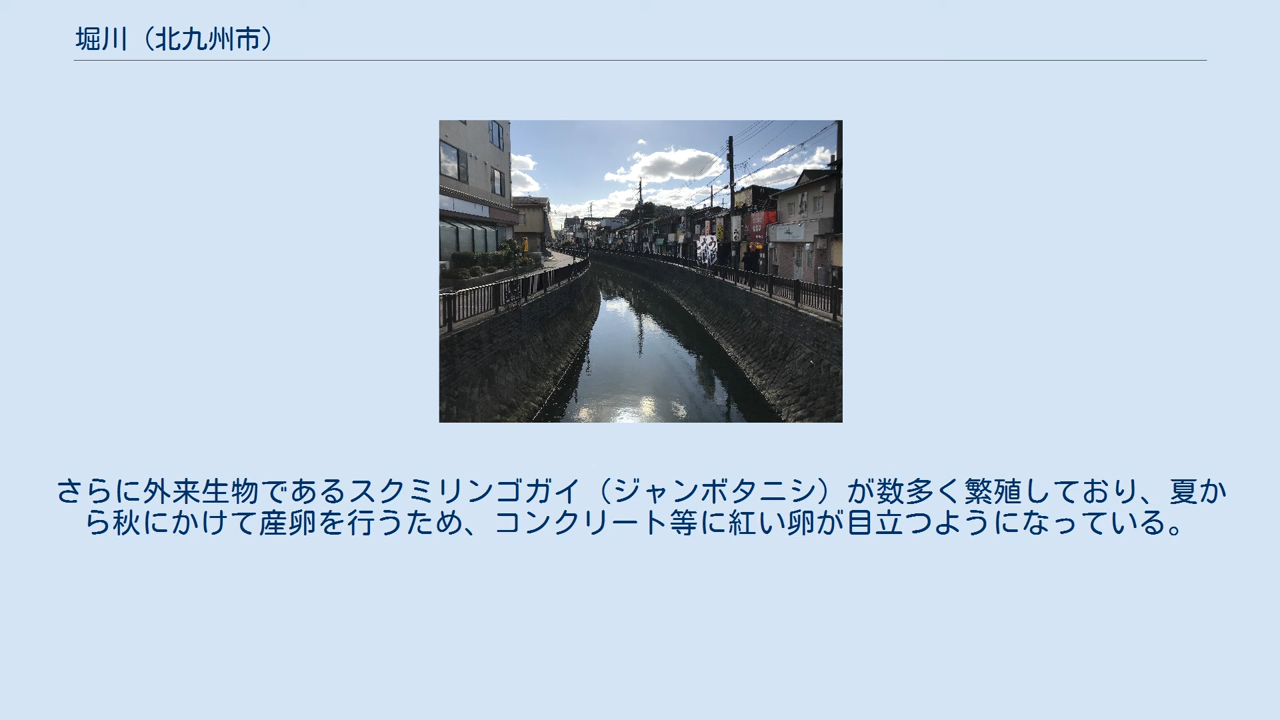 堀川（北九州市）
さらに外来生物であるスクミリンゴガイ（ジャンボタニシ）が数多く繁殖しており、夏か
ら秋にかけて産卵を行うため、コンクリート等に紅い卵が目立つようになっている。